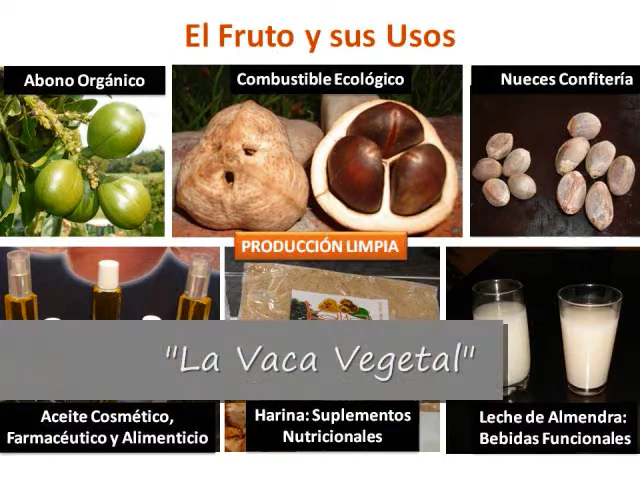 El Fruto y sus Usos
Abono Orgánico
Combustible Ecológico
Nueces Confitería
PRODUCCIÓN LIMPIA
"La Vaca Vegetal"
Aceite Cosmético,
Farmacéutico y Alimenticio
Harina: Suplementos
Nutricionales
Leche de Almendra:
Bebidas Funcionales